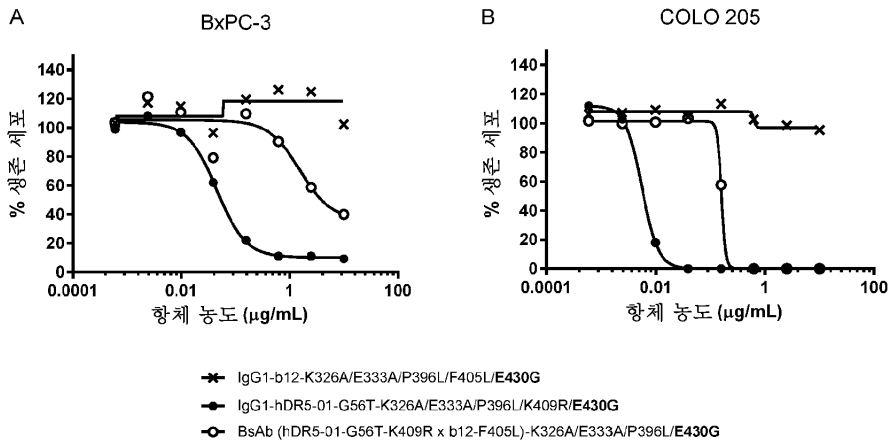 A
BxPC-3
140
120
100
80
60
40
20
0
% 생존 세포
0.0001
0.01
1
100
항체 농도 (μg/mL)
B
COLO 205
140
120
100
80
60
40
20
0
% 생존 세포
0.0001
0.01
1
100
항체 농도 (μg/mL)
IgG1-b12-K326A/E333A/P396L/F405L/E430G
IgG1-hDR5-01-G56T-K326A/E333A/P396L/K409R/E430G
BsAb (hDR5-01-G56T-K409R x b12-F405L)-K326A/E333A/P396L/E430G